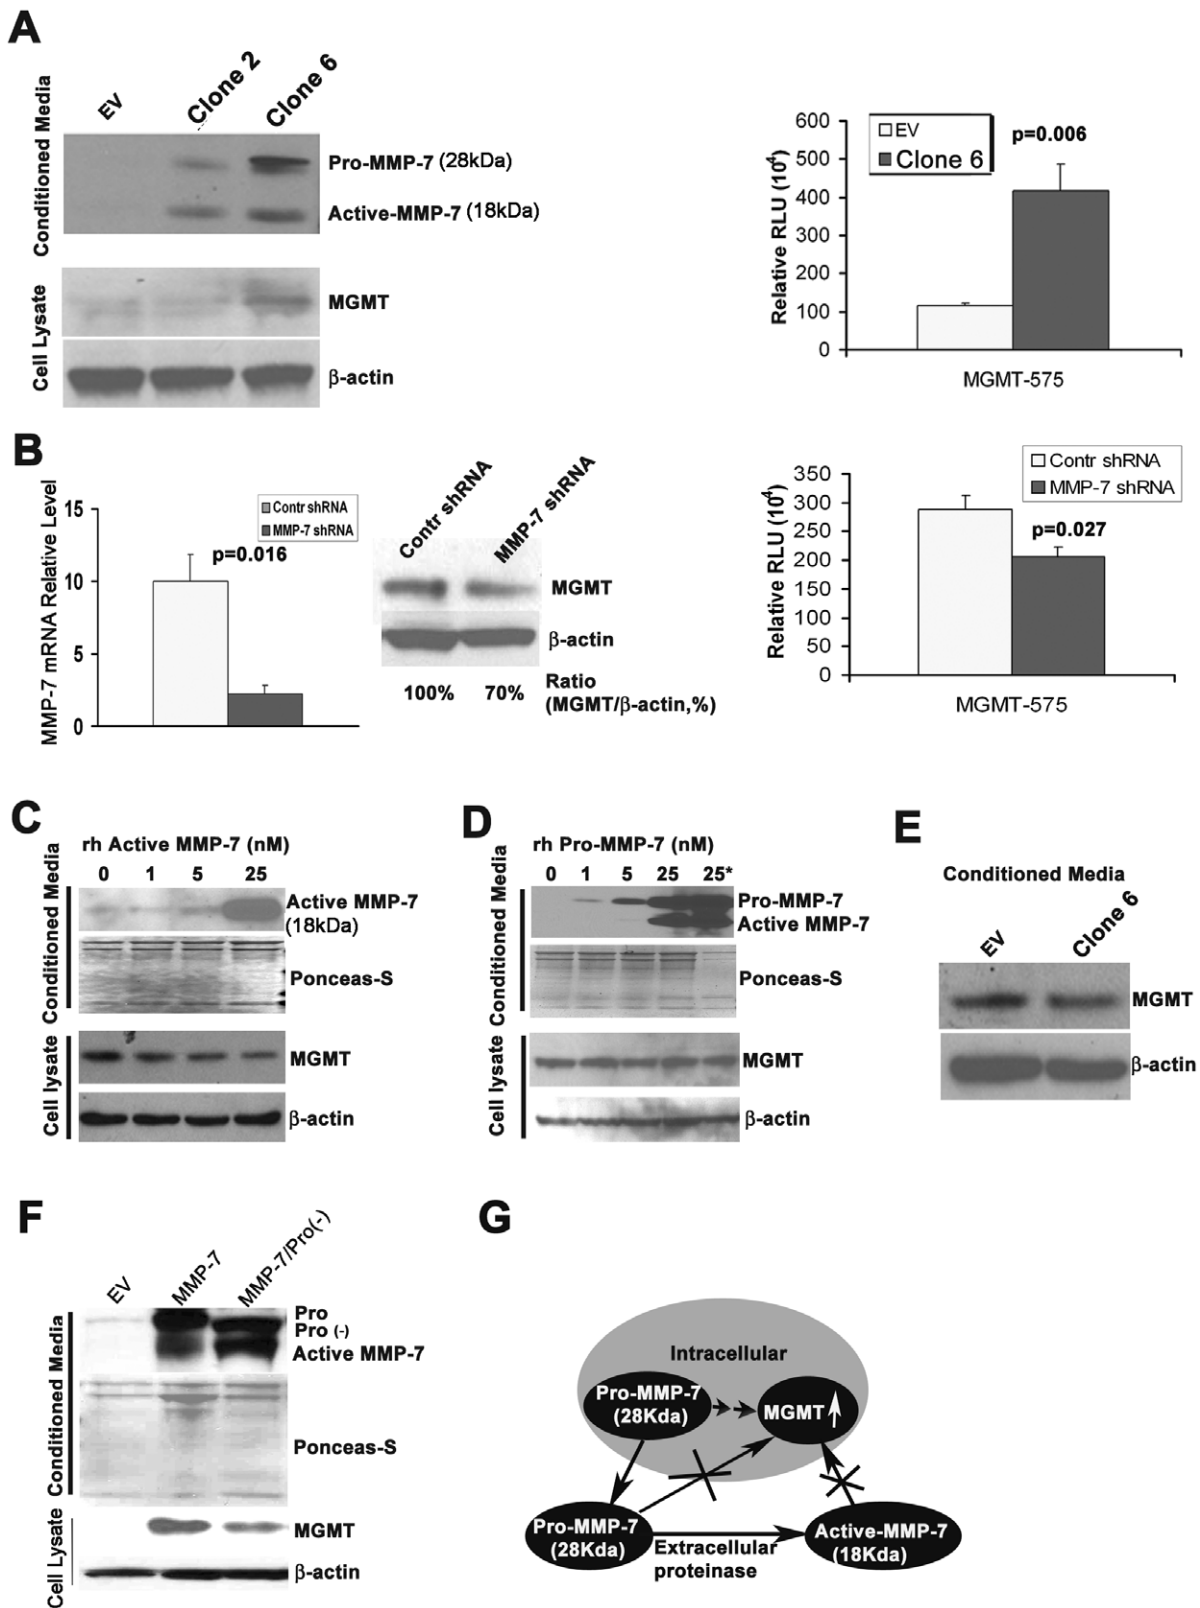 A
Conditioned Media
EV
Clone 2
Clone 6
Pro-MMP-7 (28kDa)
Active-MMP-7 (18kDa)
Cell Lysate
MGMT
β-actin
Relative RLU (10⁴)
600
500
400
300
200
100
0
EV
Clone 6
p=0.006
MGMT-575
B
MMP-7 mRNA Relative Level
15
10
5
0
Contr shRNA
MMP-7 shRNA
p=0.016
Contr shRNA
MMP-7 shRNA
MGMT
β-actin
100% 70% Ratio
(MGMT/β-actin,%)
Relative RLU (10⁴)
350
300
250
200
150
100
50
0
Contr shRNA
MMP-7 shRNA
p=0.027
MGMT-575
C
rh Active MMP-7 (nM)
0 1 5 25
Conditioned Media
Active MMP-7
(18kDa)
Ponceas-S
Cell lysate
MGMT
β-actin
D
rh Pro-MMP-7 (nM)
0 1 5 25 25*
Conditioned Media
Pro-MMP-7
Active MMP-7
Ponceas-S
Cell lysate
MGMT
β-actin
E
Conditioned Media
EV
Clone 6
MGMT
β-actin
F
EV
MMP-7
MMP-7/Pro(-)
Conditioned Media
Pro
Pro (-)
Active MMP-7
Ponceas-S
Cell Lysate
MGMT
β-actin
G
Intracellular
Pro-MMP-7
(28Kda)
MGMT
Pro-MMP-7
(28Kda)
Extracellular
proteinase
Active-MMP-7
(18Kda)